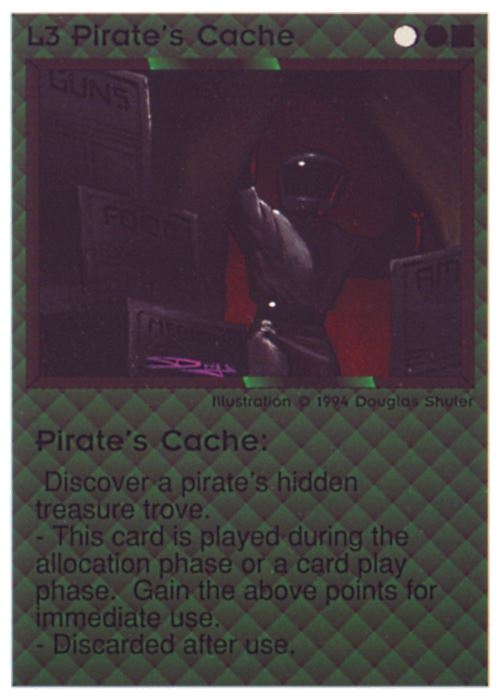 L3 Pirate's Cache
GUNS
FOOD
Illustration © 1994 Douglas Shuler
Pirate's Cache:
Discover a pirate's hidden
treasure trove.
- This card is played during the
allocation phase or a card play
phase. Gain the above points for
immediate use.
- Discarded after use.